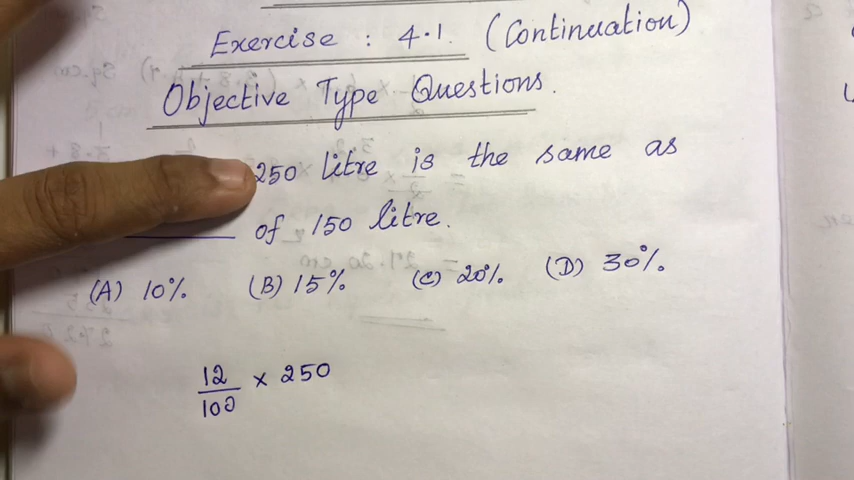 Exercise : 4.1. (Continuation)
Objective Type Questions.
250 litre is the same as
______ of 150 litre.
(A) 10% (B) 15% (C) 20% (D) 30%.
12/100 x 250